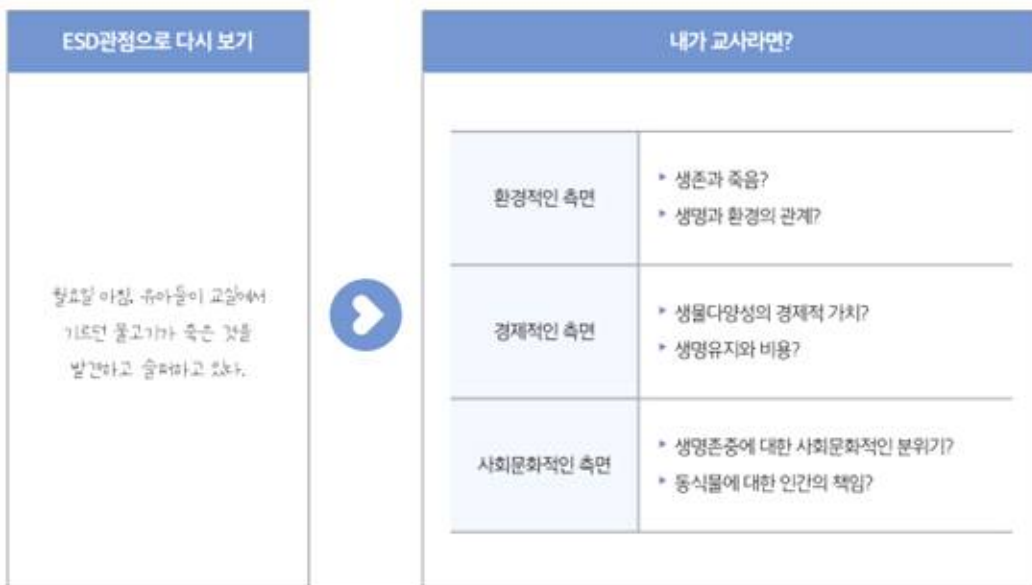 ESD관점으로 다시 보기
월요일 아침, 유아들이 교실에서
기르던 물고기가 죽은 것을
발견하고 슬퍼하고 있다.
내가 교사라면?
환경적인 측면
▸ 생존과 죽음?
▸ 생명과 환경의 관계?
경제적인 측면
▸ 생물다양성의 경제적 가치?
▸ 생명유지와 비용?
사회문화적인 측면
▸ 생명존중에 대한 사회문화적인 분위기?
▸ 동식물에 대한 인간의 책임?